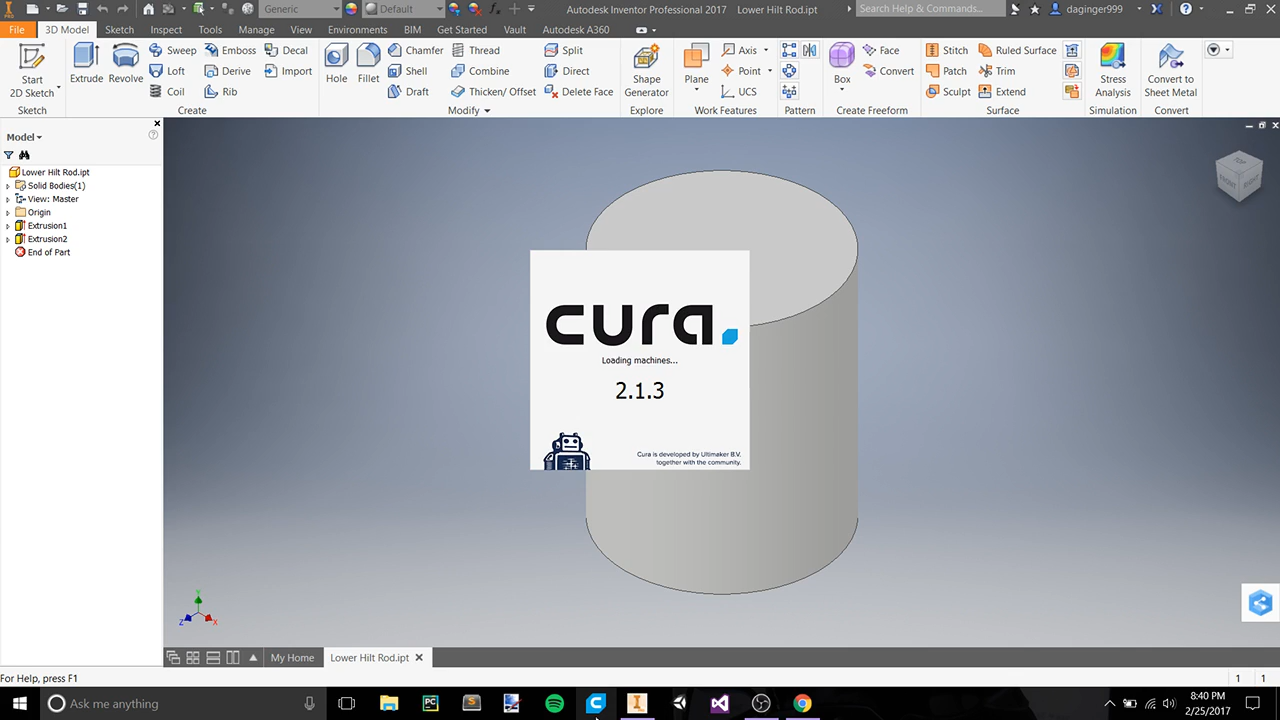 Generic
Default
Autodesk Inventor Professional 2017 Lower Hilt Rod.ipt
Search Help & Commands...
daginger999
File 3D Model Sketch Inspect Tools Manage View Environments BIM Get Started Vault Autodesk A360
Start
2D Sketch
Extrude
Revolve
Sweep
Emboss
Decal
Loft
Derive
Import
Coil
Rib
Hole
Fillet
Chamfer
Thread
Split
Shell
Combine
Direct
Draft
Thicken/ Offset
Delete Face
Shape
Generator
Plane
Axis
Point
UCS
Box
Face
Convert
Stitch
Ruled Surface
Patch
Trim
Sculpt
Extend
Stress
Analysis
Convert to
Sheet Metal
Sketch Create Modify Explore Work Features Pattern Create Freeform Surface Simulation Convert
Model
Lower Hilt Rod.ipt
Solid Bodies(1)
View: Master
Origin
Extrusion1
Extrusion2
End of Part
TOP
FRONT
RIGHT
cura
Loading machines...
2.1.3
Cura is developed by Ultimaker B.V.
together with the community.
Y
Z
X
My Home
Lower Hilt Rod.ipt
For Help, press F1
1 1
Ask me anything
8:40 PM
2/25/2017